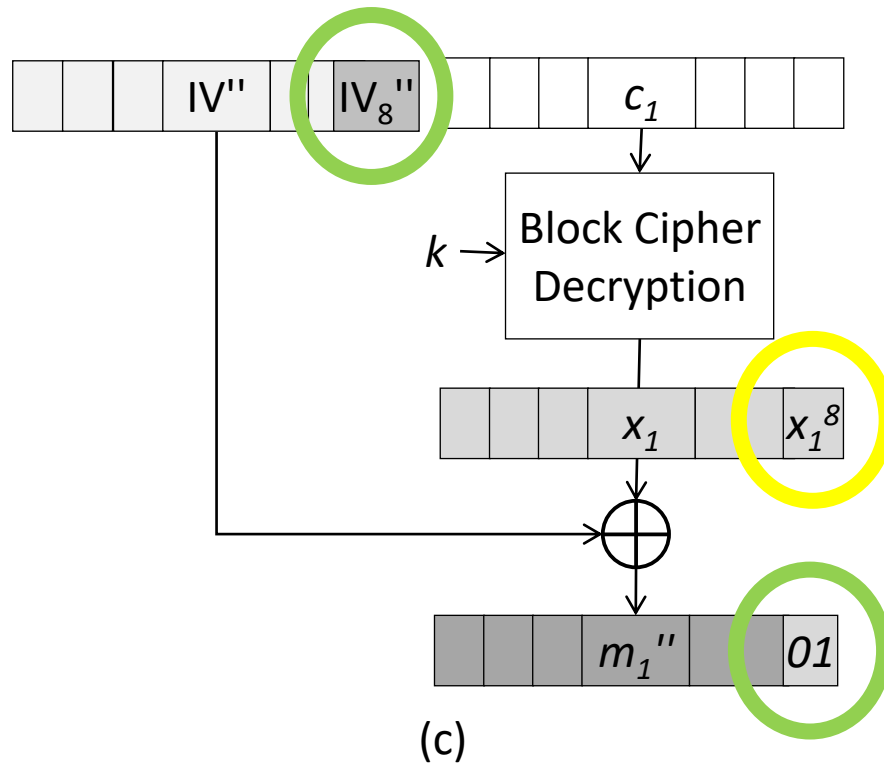 IV'' IV₈'' c₁
k Block Cipher
Decryption
x₁ x₁⁸
m₁'' 01
(c)